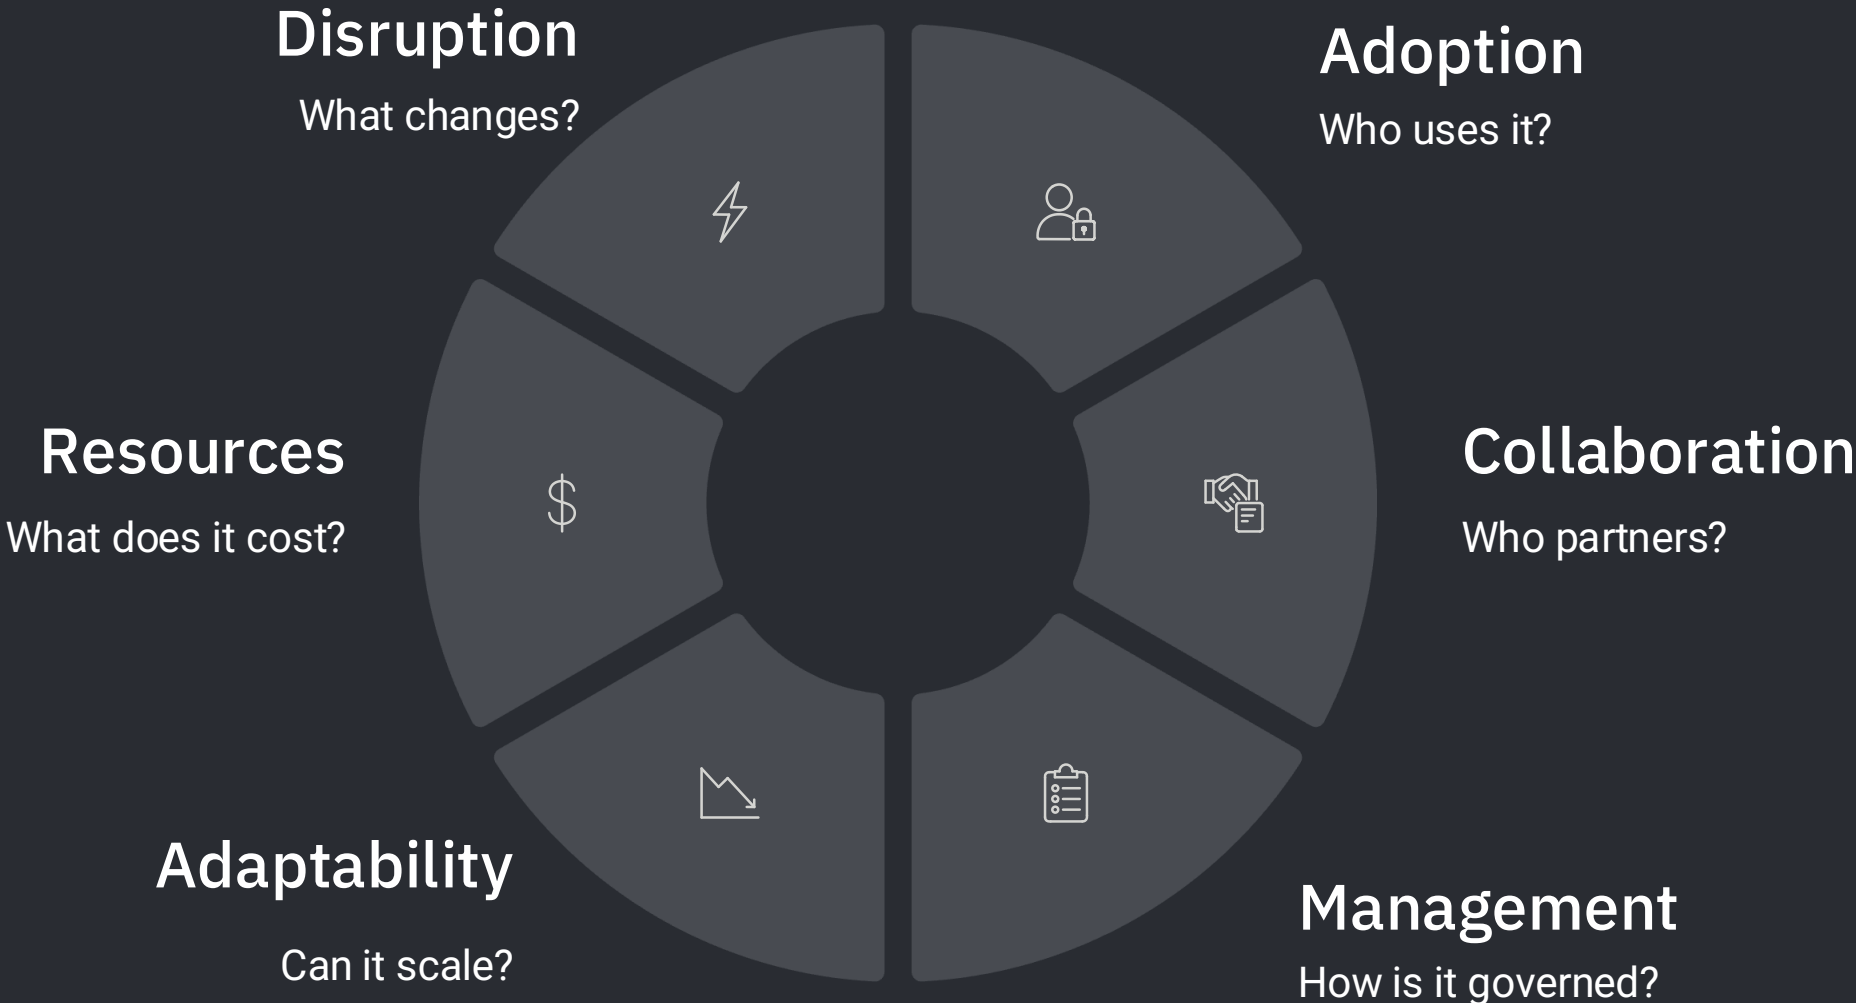 Disruption
What changes?
Adoption
Who uses it?
Resources
What does it cost?
Collaboration
Who partners?
Adaptability
Can it scale?
Management
How is it governed?